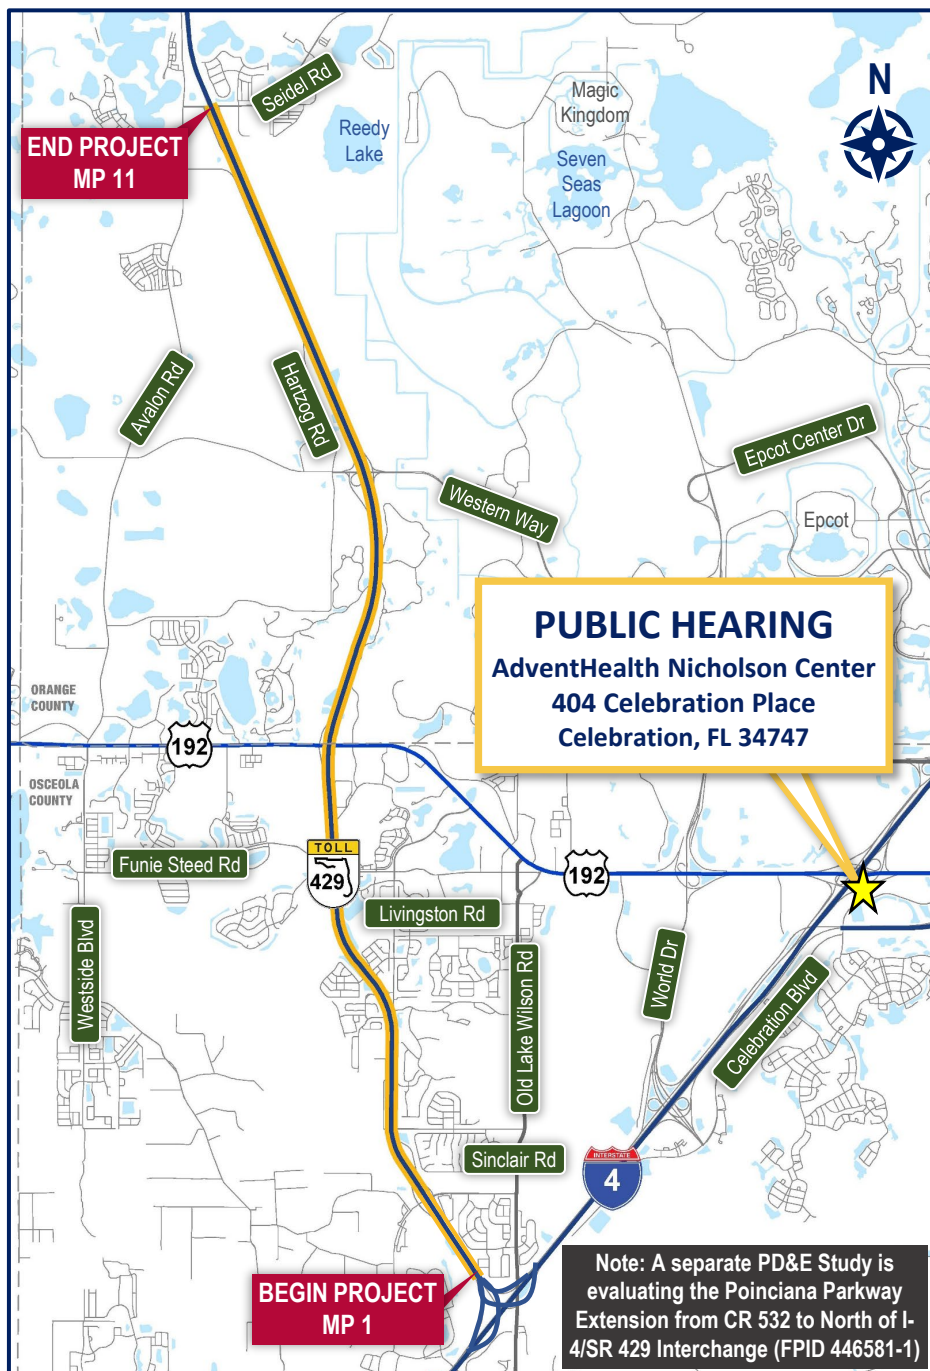 Seidel Rd
N
Magic
Kingdom
END PROJECT
MP 11
Reedy
Lake
Seven
Seas
Lagoon
Avalon Rd
Hartzog Rd
Epcot Center Dr
Western Way
Epcot
PUBLIC HEARING
AdventHealth Nicholson Center
404 Celebration Place
Celebration, FL 34747
ORANGE
COUNTY
192
OSCEOLA
COUNTY
Funie Steed Rd
TOLL
429
192
Livingston Rd
Westside Blvd
Old Lake Wilson Rd
World Dr
Celebration Blvd
Sinclair Rd
INTERSTATE
4
BEGIN PROJECT
MP 1
Note: A separate PD&E Study is
evaluating the Poinciana Parkway
Extension from CR 532 to North of I-
4/SR 429 Interchange (FPID 446581-1)